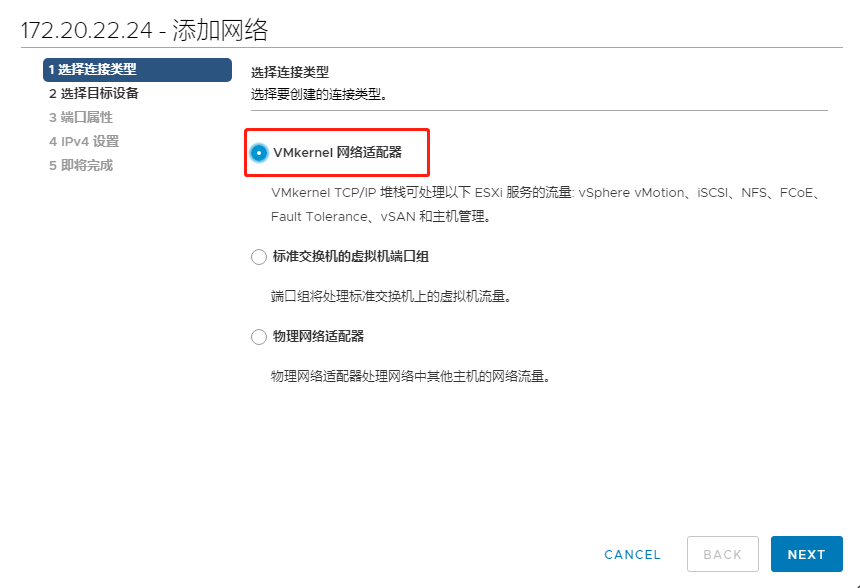 172.20.22.24 - 添加网络
1 选择连接类型
2 选择目标设备
3 端口属性
4 IPv4 设置
5 即将完成
选择连接类型
选择要创建的连接类型。
VMkernel 网络适配器
VMkernel TCP/IP 堆栈可处理以下 ESXi 服务的流量: vSphere vMotion、iSCSI、NFS、FCoE、
Fault Tolerance、vSAN 和主机管理。
标准交换机的虚拟机端口组
端口组将处理标准交换机上的虚拟机流量。
物理网络适配器
物理网络适配器处理网络中其他主机的网络流量。
CANCEL
BACK
NEXT